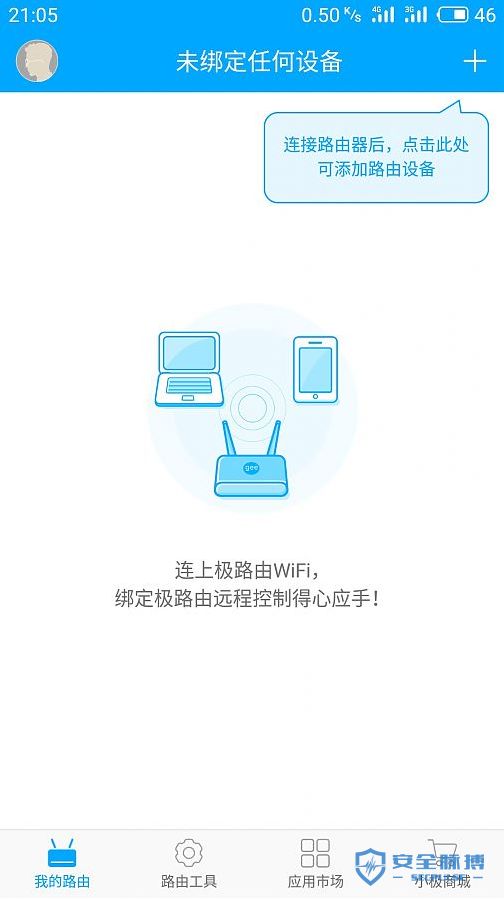 21:05
0.50 K/s 4G 3G 46
未绑定任何设备
连接路由器后，点击此处
可添加路由设备
gee
连上极路由WiFi，
绑定极路由远程控制得心应手！
安全脉搏
我的路由
路由工具
应用市场
小极商城